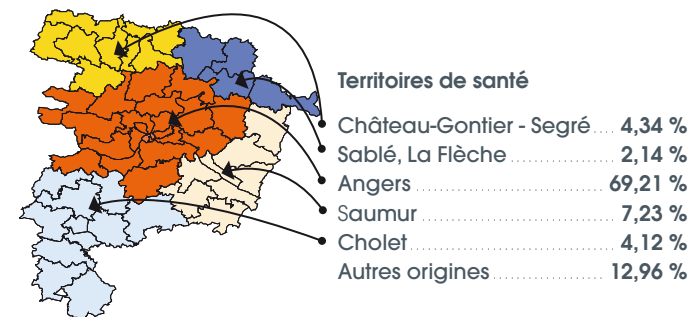 Territoires de santé
Château-Gontier - Segré.... 4,34 %
Sablé, La Flèche................ 2,14 %
Angers.............................. 69,21 %
Saumur............................. 7,23 %
Cholet............................... 4,12 %
Autres origines.................. 12,96 %